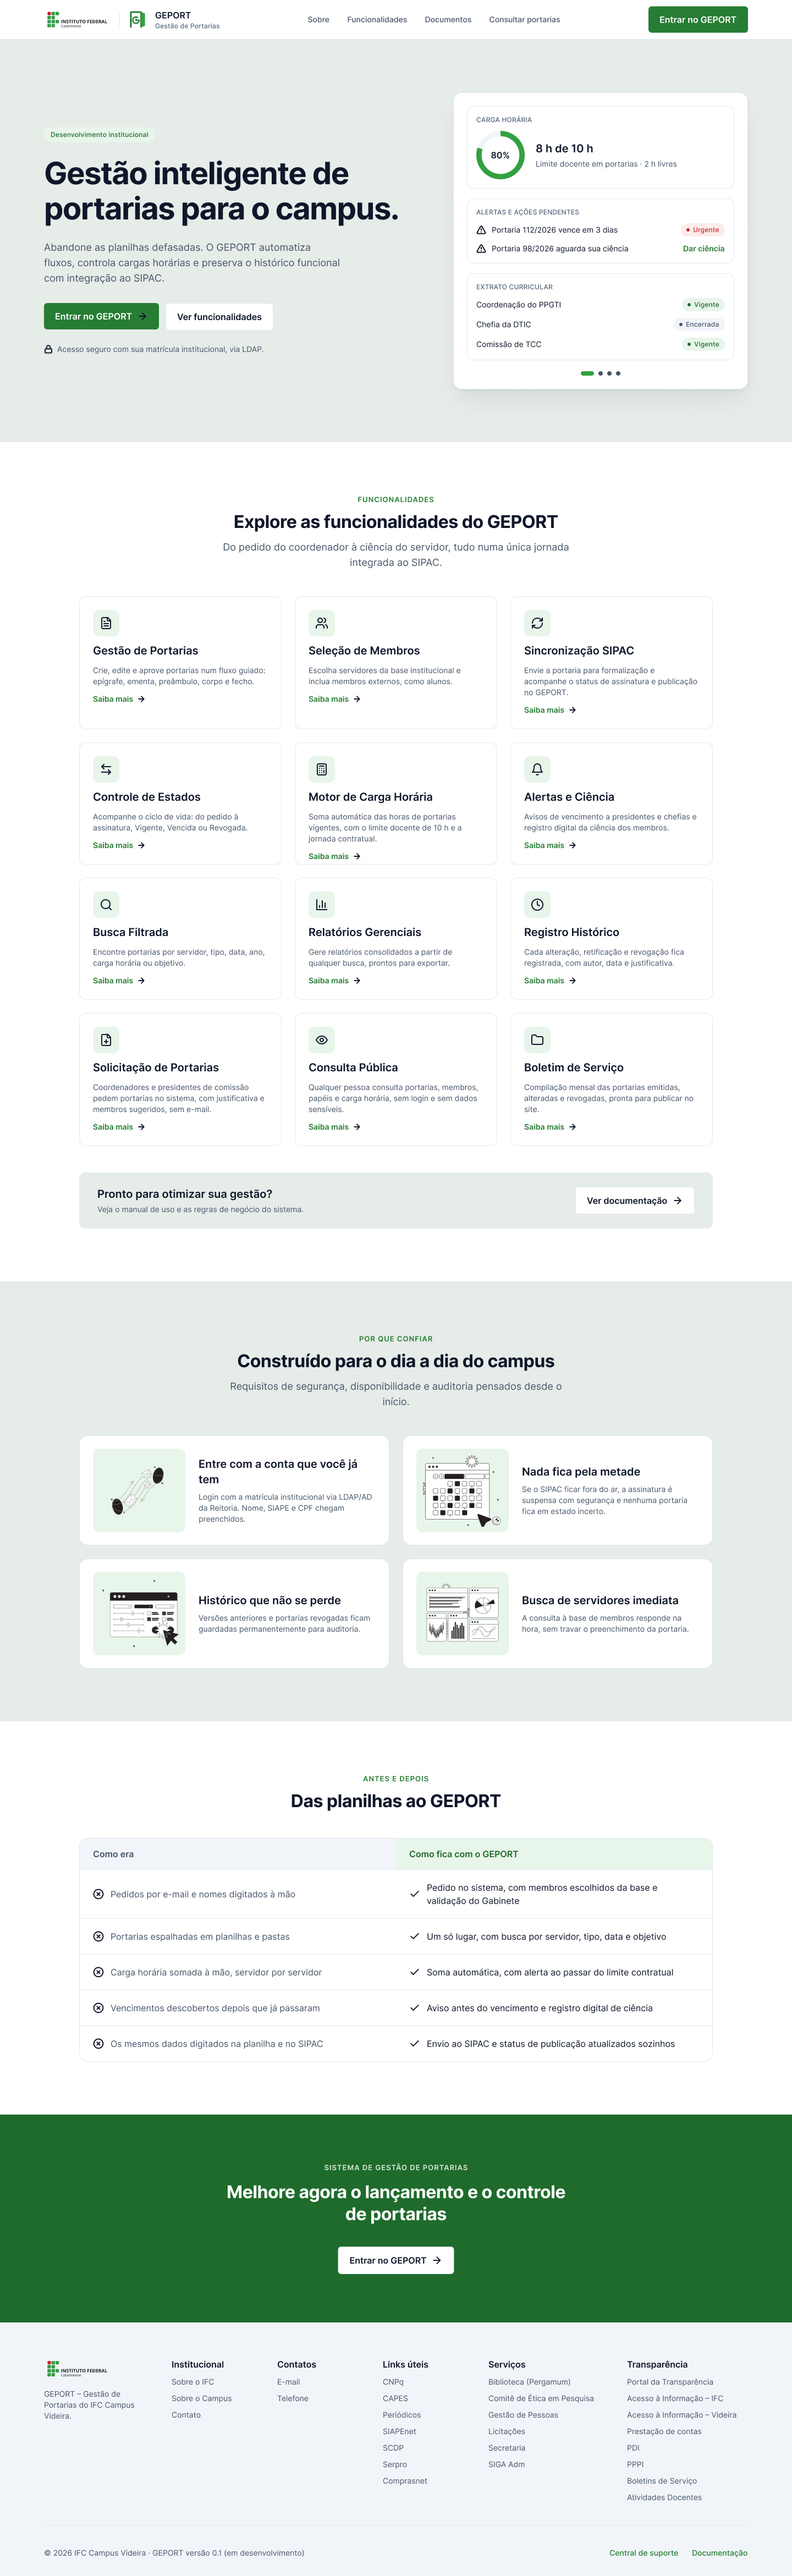 INSTITUTO FEDERAL
Catarinense
GEPORT
Gestão de Portarias
Sobre
Funcionalidades
Documentos
Consultar portarias
Entrar no GEPORT
Desenvolvimento institucional
Gestão inteligente de
portarias para o campus.
Abandone as planilhas defasadas. O GEPORT automatiza
fluxos, controla cargas horárias e preserva o histórico funcional
com integração ao SIPAC.
Entrar no GEPORT
Ver funcionalidades
Acesso seguro com sua matrícula institucional, via LDAP.
CARGA HORÁRIA
80%
8 h de 10 h
Limite docente em portarias · 2 h livres
ALERTAS E AÇÕES PENDENTES
Portaria 112/2026 vence em 3 dias
Urgente
Portaria 98/2026 aguarda sua ciência
Dar ciência
EXTRATO CURRICULAR
Coordenação do PPGTI
Vigente
Chefia da DTIC
Encerrada
Comissão de TCC
Vigente
FUNCIONALIDADES
Explore as funcionalidades do GEPORT
Do pedido do coordenador à ciência do servidor, tudo numa única jornada
integrada ao SIPAC.
Gestão de Portarias
Crie, edite e aprove portarias num fluxo guiado:
epígrafe, ementa, preâmbulo, corpo e fecho.
Saiba mais
Seleção de Membros
Escolha servidores da base institucional e
inclua membros externos, como alunos.
Saiba mais
Sincronização SIPAC
Envie a portaria para formalização e
acompanhe o status de assinatura e publicação
no GEPORT.
Saiba mais
Controle de Estados
Acompanhe o ciclo de vida: do pedido à
assinatura, Vigente, Vencida ou Revogada.
Saiba mais
Motor de Carga Horária
Soma automática das horas de portarias
vigentes, com o limite docente de 10 h e a
jornada contratual.
Saiba mais
Alertas e Ciência
Avisos de vencimento a presidentes e chefias e
registro digital da ciência dos membros.
Saiba mais
Busca Filtrada
Encontre portarias por servidor, tipo, data, ano,
carga horária ou objetivo.
Saiba mais
Relatórios Gerenciais
Gere relatórios consolidados a partir de
qualquer busca, prontos para exportar.
Saiba mais
Registro Histórico
Cada alteração, retificação e revogação fica
registrada, com autor, data e justificativa.
Saiba mais
Solicitação de Portarias
Coordenadores e presidentes de comissão
pedem portarias no sistema, com justificativa e
membros sugeridos, sem e-mail.
Saiba mais
Consulta Pública
Qualquer pessoa consulta portarias, membros,
papéis e carga horária, sem login e sem dados
sensíveis.
Saiba mais
Boletim de Serviço
Compilação mensal das portarias emitidas,
alteradas e revogadas, pronta para publicar no
site.
Saiba mais
Pronto para otimizar sua gestão?
Veja o manual de uso e as regras de negócio do sistema.
Ver documentação
POR QUE CONFIAR
Construído para o dia a dia do campus
Requisitos de segurança, disponibilidade e auditoria pensados desde o
início.
Entre com a conta que você já
tem
Login com a matrícula institucional via LDAP/AD
da Reitoria. Nome, SIAPE e CPF chegam
preenchidos.
Nada fica pela metade
Se o SIPAC ficar fora do ar, a assinatura é
suspensa com segurança e nenhuma portaria
fica em estado incerto.
Histórico que não se perde
Versões anteriores e portarias revogadas ficam
guardadas permanentemente para auditoria.
Busca de servidores imediata
A consulta à base de membros responde na
hora, sem travar o preenchimento da portaria.
ANTES E DEPOIS
Das planilhas ao GEPORT
Como era
Como fica com o GEPORT
Pedidos por e-mail e nomes digitados à mão
Pedido no sistema, com membros escolhidos da base e
validação do Gabinete
Portarias espalhadas em planilhas e pastas
Um só lugar, com busca por servidor, tipo, data e objetivo
Carga horária somada à mão, servidor por servidor
Soma automática, com alerta ao passar do limite contratual
Vencimentos descobertos depois que já passaram
Aviso antes do vencimento e registro digital de ciência
Os mesmos dados digitados na planilha e no SIPAC
Envio ao SIPAC e status de publicação atualizados sozinhos
SISTEMA DE GESTÃO DE PORTARIAS
Melhore agora o lançamento e o controle
de portarias
Entrar no GEPORT
INSTITUTO FEDERAL
Catarinense
GEPORT – Gestão de
Portarias do IFC Campus
Videira.
Institucional
Sobre o IFC
Sobre o Campus
Contato
Contatos
E-mail
Telefone
Links úteis
CNPq
CAPES
Periódicos
SIAPEnet
SCDP
Serpro
Comprasnet
Serviços
Biblioteca (Pergamum)
Comitê de Ética em Pesquisa
Gestão de Pessoas
Licitações
Secretaria
SIGA Adm
Transparência
Portal da Transparência
Acesso à Informação – IFC
Acesso à Informação – Videira
Prestação de contas
PDI
PPPI
Boletins de Serviço
Atividades Docentes
© 2026 IFC Campus Videira · GEPORT versão 0.1 (em desenvolvimento)
Central de suporte
Documentação